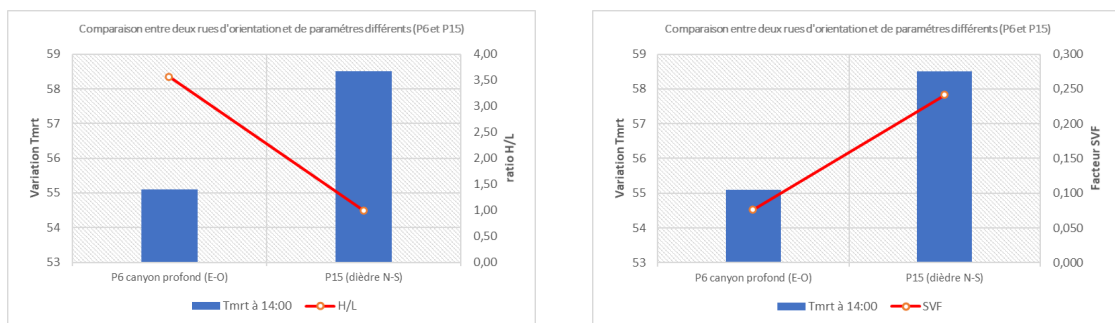 Comparaison entre deux rues d'orientation et de paramétres différents (P6 et P15)
Variation Tmrt
59
58
57
56
55
54
53
4,00
3,50
3,00
2,50
2,00
1,50
1,00
0,50
0,00
ratio H/L
P6 canyon profond (E-O)
P15 (dièdre N-S)
Tmrt à 14:00
H/L
Comparaison entre deux rues d'orientation et de paramétres différents (P6 et P15)
Variation Tmrt
59
58
57
56
55
54
53
0,300
0,250
0,200
0,150
0,100
0,050
0,000
Facteur SVF
P6 canyon profond (E-O)
P15 (dièdre N-S)
Tmrt à 14:00
SVF